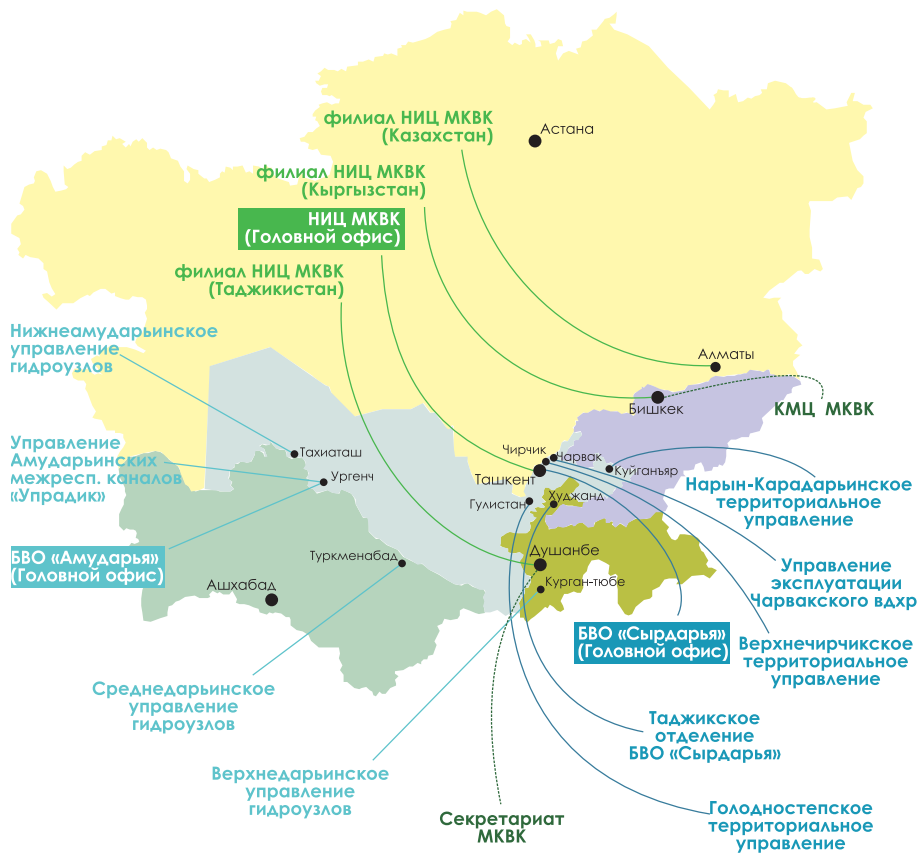 филиал НИЦ МКВК
(Казахстан)
Астана
филиал НИЦ МКВК
(Кыргызстан)
НИЦ МКВК
(Головной офис)
филиал НИЦ МКВК
(Таджикистан)
Нижнеамударьинское
управление
гидроузлов
Алматы
Бишкек
КМЦ МКВК
Управление
Амударьинских
межресп. каналов
«Упрадик»
Тахиаташ
Ургенч
Чирчик
Чарвак
Ташкент
Куйганъяр
Гулистан
Худжанд
Нарын-Карадарьинское
территориальное
управление
БВО «Амударья»
(Головной офис)
Туркменабад
Душанбе
Ашхабад
Курган-тюбе
Управление
эксплуатации
Чарвакского вдхр
БВО «Сырдарья»
(Головной офис)
Верхнечирчикское
территориальное
управление
Среднедарьинское
управление
гидроузлов
Таджикское
отделение
БВО «Сырдарья»
Верхнедарьинское
управление
гидроузлов
Секретариат
МКВК
Голодностепское
территориальное
управление